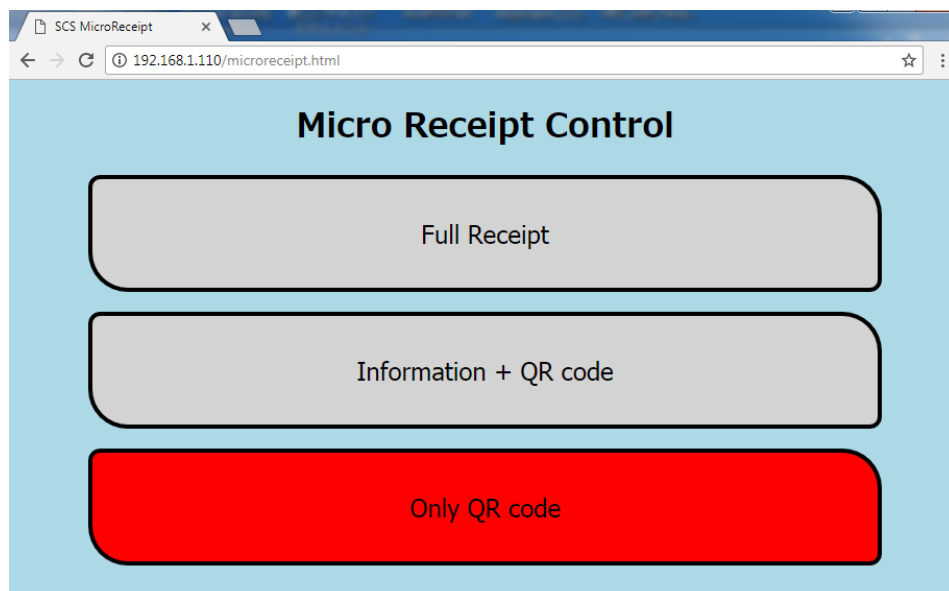 SCS MicroReceipt
192.168.1.110/microreceipt.html
Micro Receipt Control
Full Receipt
Information + QR code
Only QR code